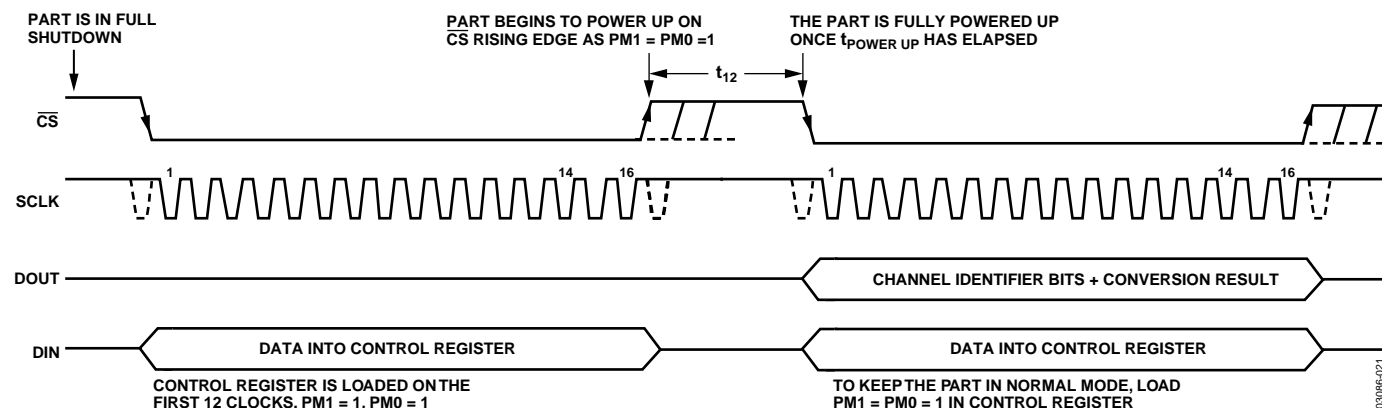 PART IS IN FULL
SHUTDOWN
PART BEGINS TO POWER UP ON
CS RISING EDGE AS PM1 = PM0 =1
THE PART IS FULLY POWERED UP
ONCE tPOWER UP HAS ELAPSED
t12
CS
1
14
16
1
14
16
SCLK
DOUT
CHANNEL IDENTIFIER BITS + CONVERSION RESULT
DIN
DATA INTO CONTROL REGISTER
DATA INTO CONTROL REGISTER
CONTROL REGISTER IS LOADED ON THE
FIRST 12 CLOCKS, PM1 = 1, PM0 = 1
TO KEEP THE PART IN NORMAL MODE, LOAD
PM1 = PM0 = 1 IN CONTROL REGISTER
03086-021